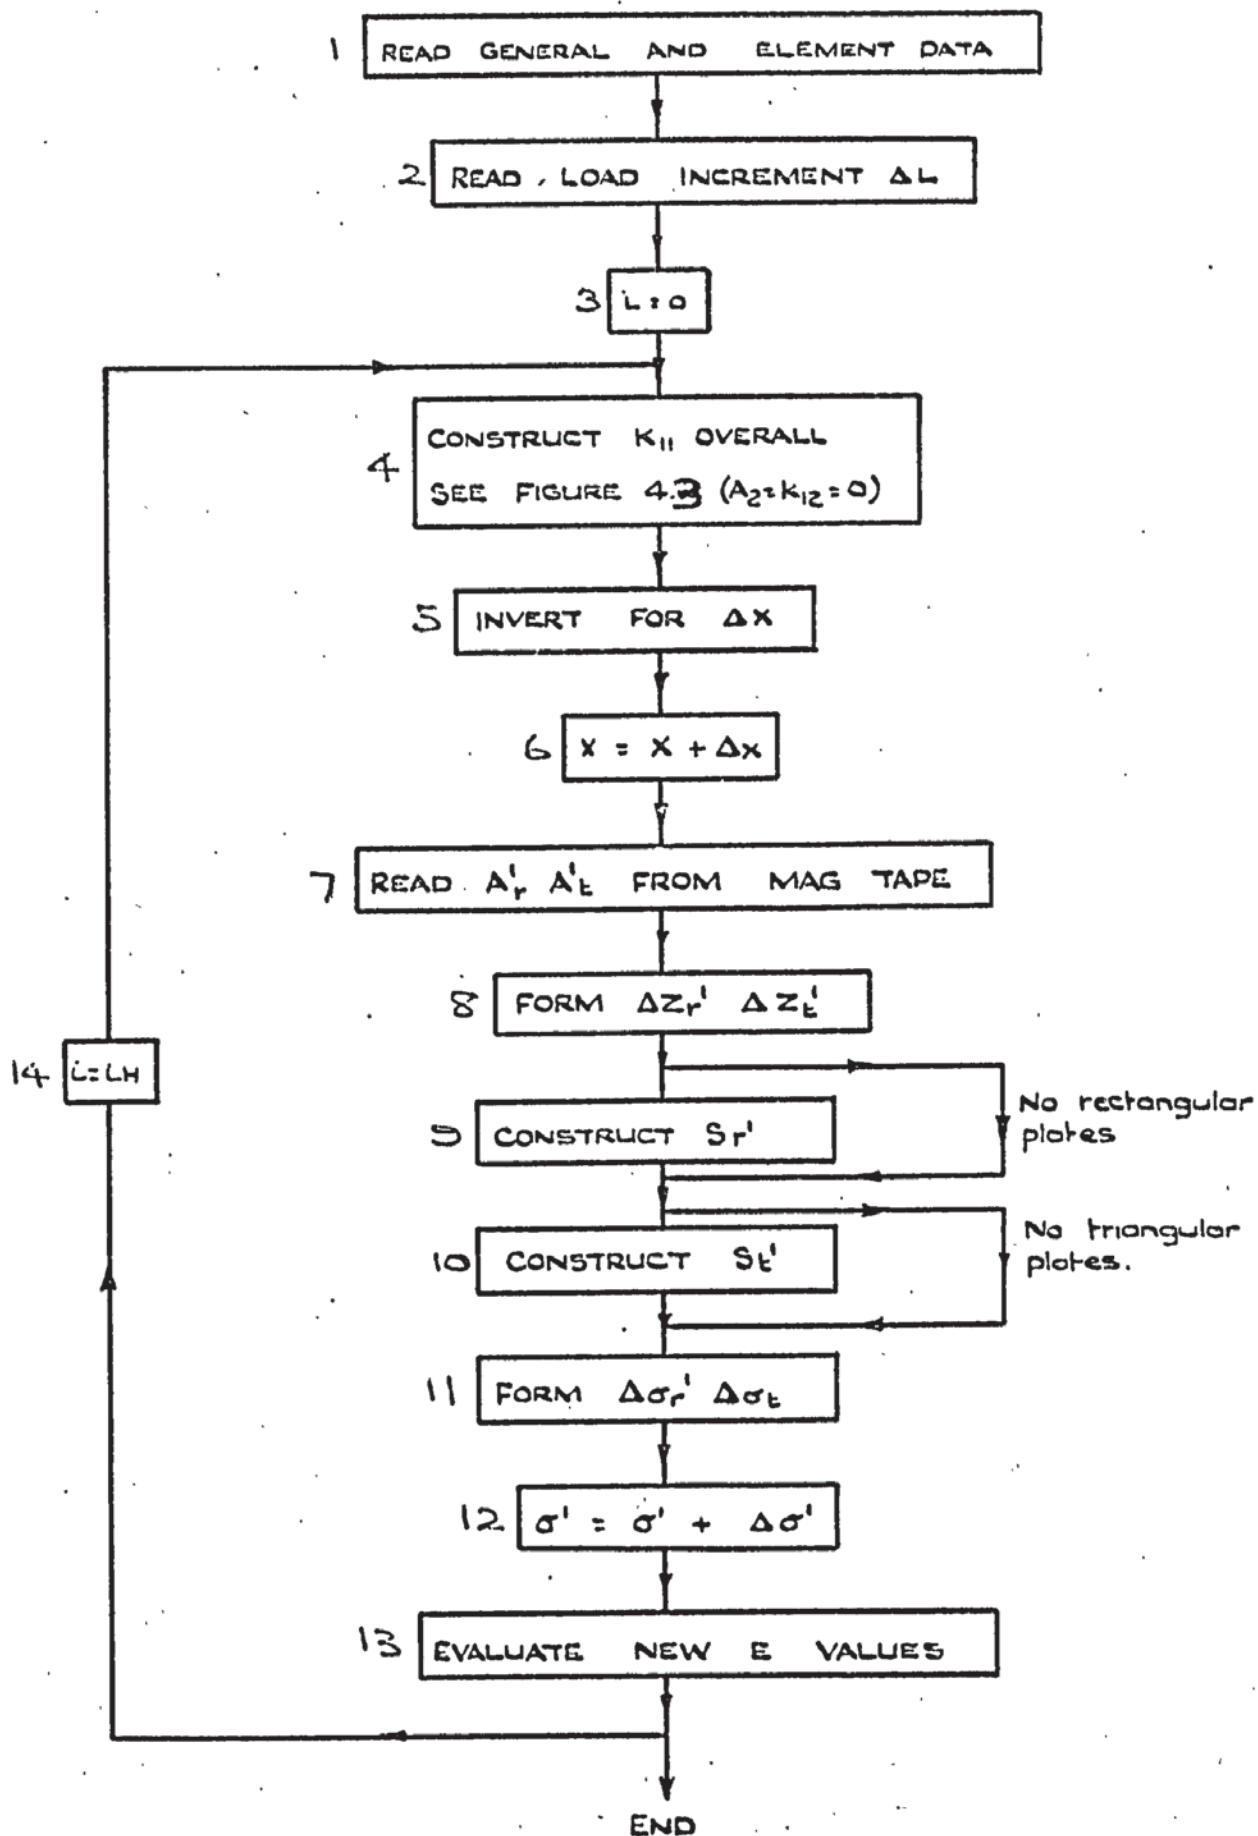 1 READ GENERAL AND ELEMENT DATA
2 READ, LOAD INCREMENT ΔL
3 i=0
4 CONSTRUCT K11 OVERALL
SEE FIGURE 4.3 (A2=K12=0)
5 INVERT FOR ΔX
6 X = X + ΔX
7 READ A'r A't FROM MAG TAPE
8 FORM ΔZr' ΔZt'
14 i=i+1
No rectangular
plates
9 CONSTRUCT Sr'
No triangular
plates.
10 CONSTRUCT St'
11 FORM Δσr' Δσt
12 σ' = σ' + Δσ'
13 EVALUATE NEW E VALUES
END